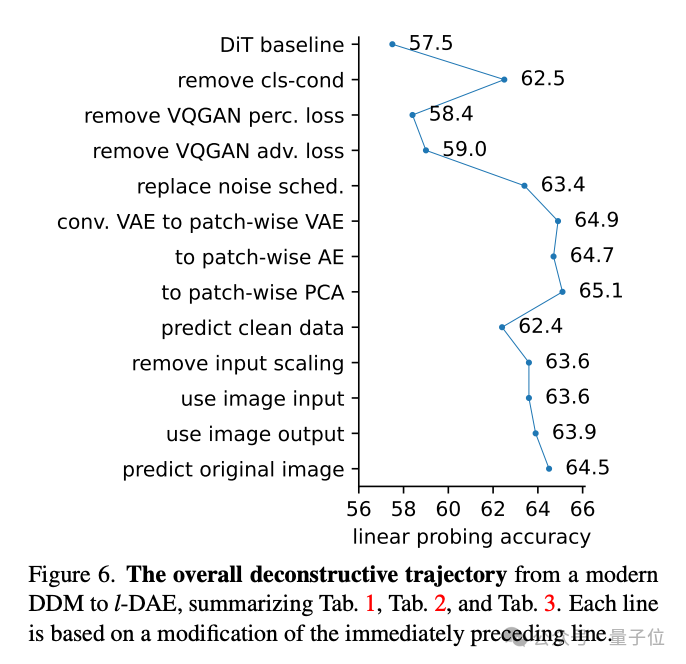 DiT baseline 57.5
remove cls-cond 62.5
remove VQGAN perc. loss 58.4
remove VQGAN adv. loss 59.0
replace noise sched. 63.4
conv. VAE to patch-wise VAE 64.9
to patch-wise AE 64.7
to patch-wise PCA 65.1
predict clean data 62.4
remove input scaling 63.6
use image input 63.6
use image output 63.9
predict original image 64.5
56 58 60 62 64 66
linear probing accuracy
Figure 6. The overall deconstructive trajectory from a modern
DDM to l-DAE, summarizing Tab. 1, Tab. 2, and Tab. 3. Each line
is based on a modification of the immediately preceding line.
公众号·量子位